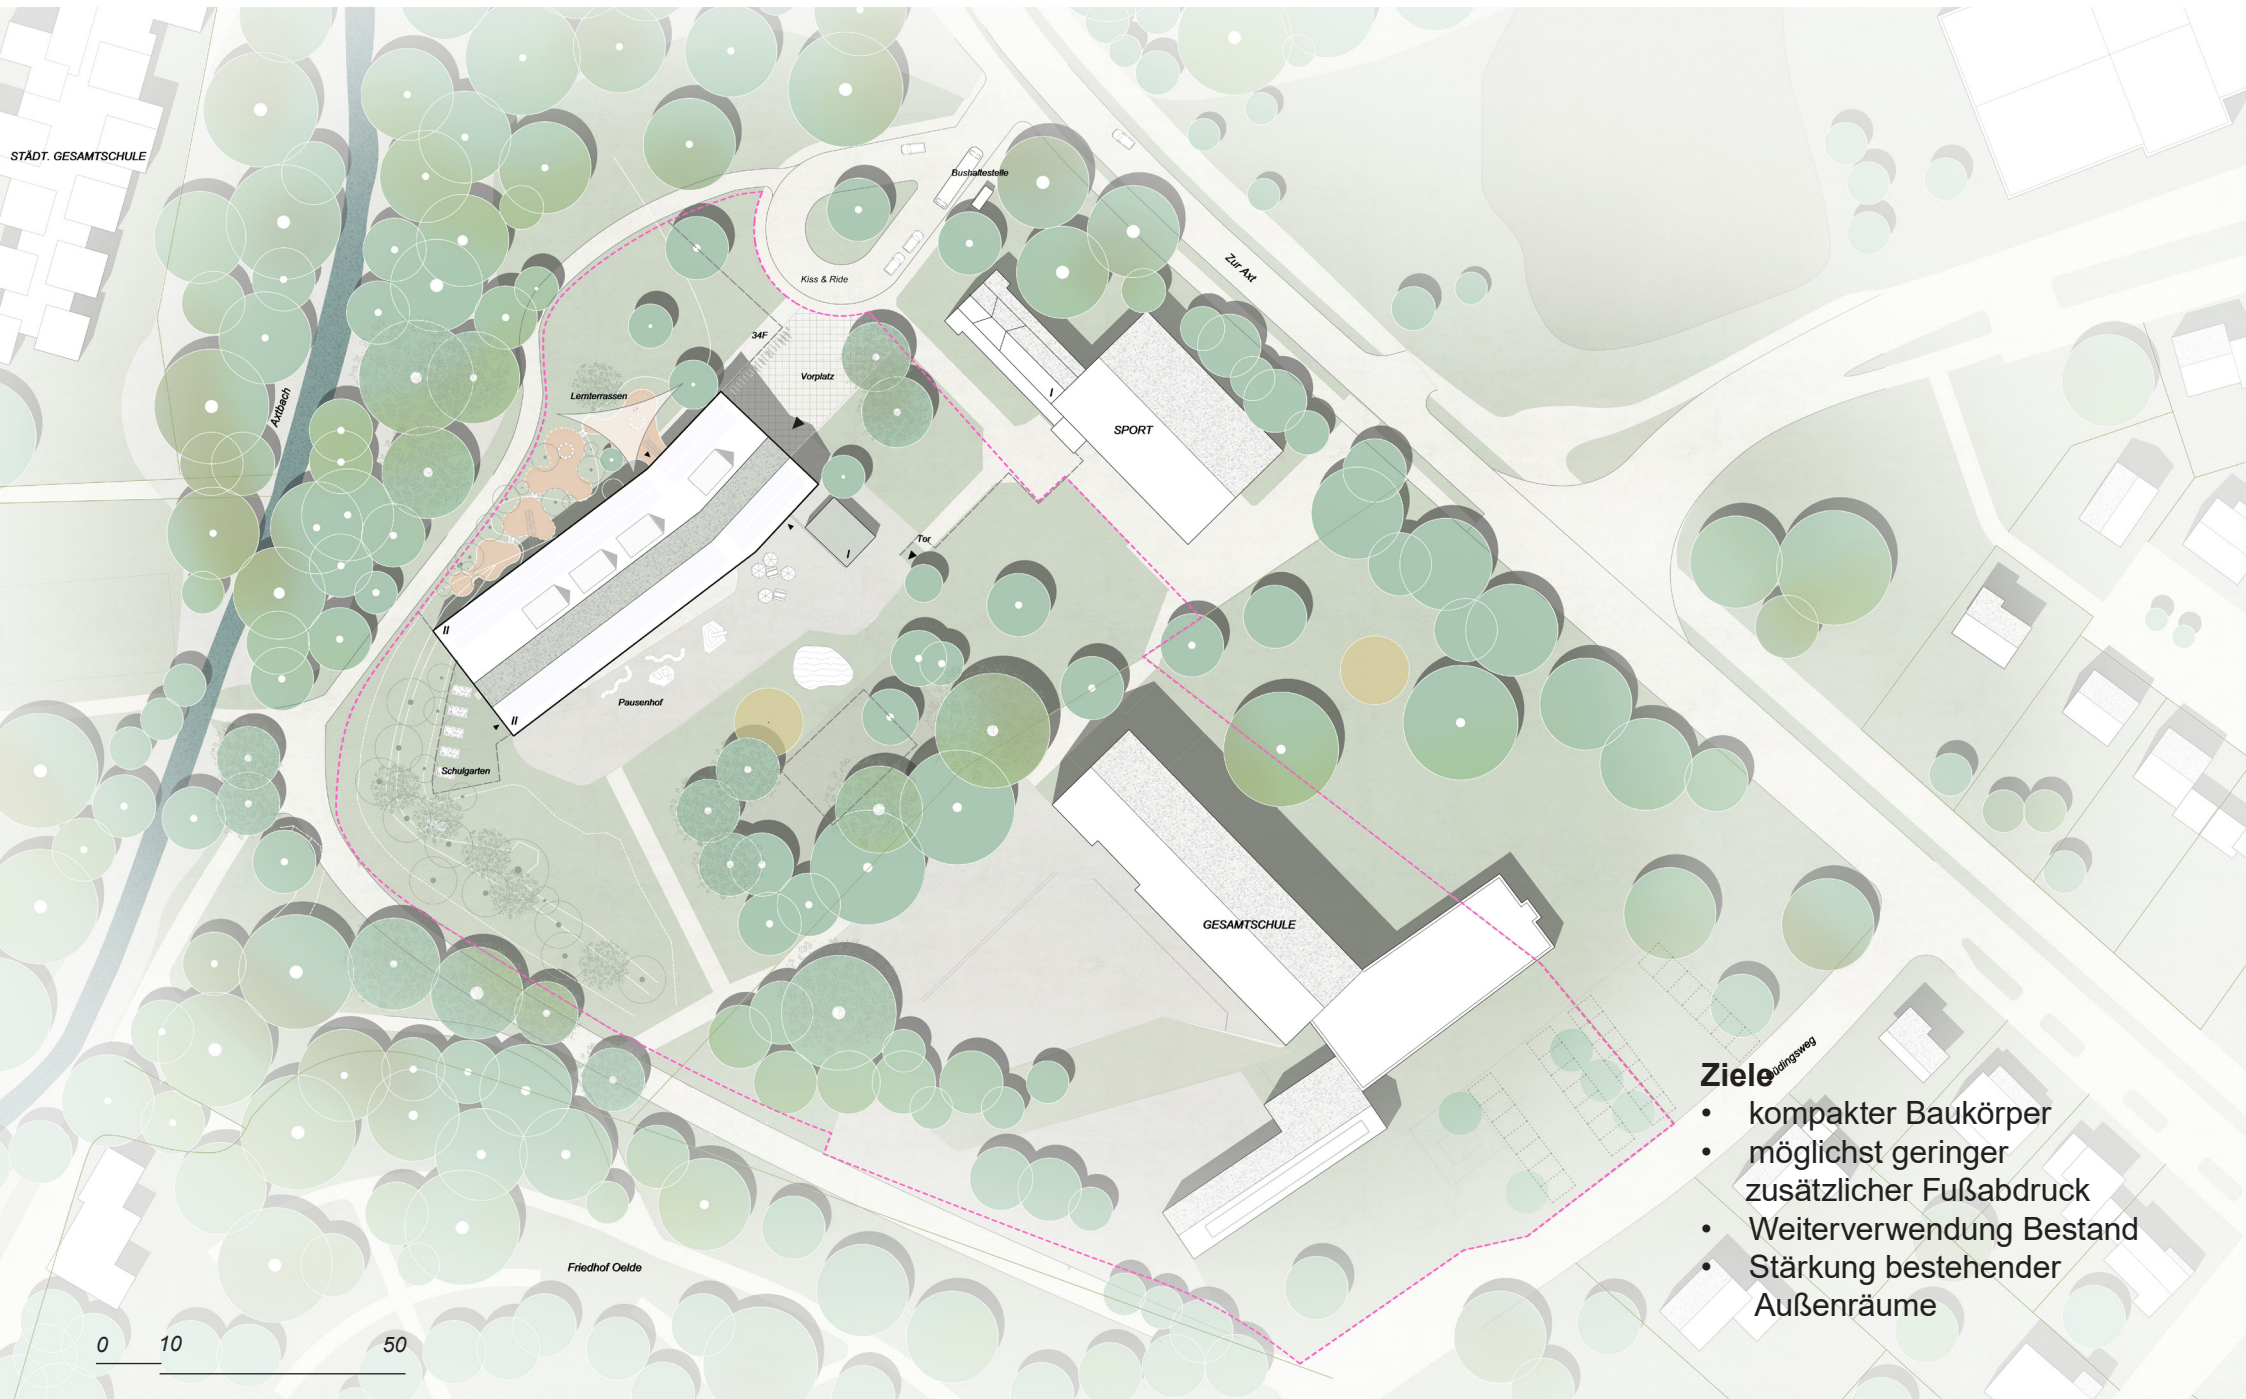 STÄDT. GESAMTSCHULE
Bushaltestelle
Zur Axt
Kiss & Ride
34F
Vorplatz
Lernterrassen
Axtbach
I
SPORT
Tor
I
II
Pausenhof
II
Schulgarten
GESAMTSCHULE
Friedhof Oelde
0 10 50
Ziele
• kompakter Baukörper
• möglichst geringer
zusätzlicher Fußabdruck
• Weiterverwendung Bestand
• Stärkung bestehender
Außenräume